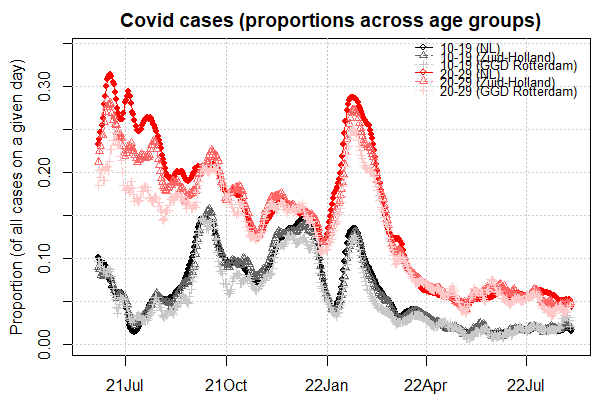 Covid cases (proportions across age groups)
10-19 (NL)
10-19 (Zuid-Holland)
10-19 (GGD Rotterdam)
20-29 (NL)
20-29 (Zuid-Holland)
20-29 (GGD Rotterdam)
Proportion (of all cases on a given day)
0.30
0.20
0.10
0.00
21Jul
21Oct
22Jan
22Apr
22Jul